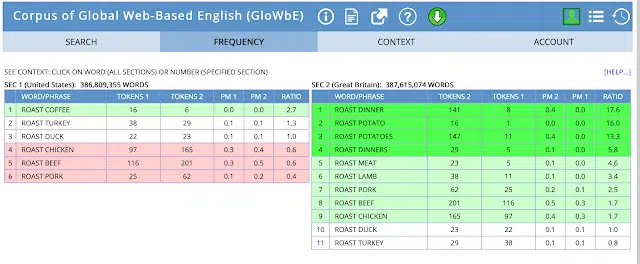 Corpus of Global Web-Based English (GloWbE)
SEARCH FREQUENCY CONTEXT ACCOUNT
SEE CONTEXT: CLICK ON WORD (ALL SECTIONS) OR NUMBER (SPECIFIED SECTION) [HELP...]
SEC 1 (United States): 386,809,355 WORDS
WORD/PHRASE TOKENS 1 TOKENS 2 PM 1 PM 2 RATIO
1 ROAST COFFEE 16 6 0.0 0.0 2.7
2 ROAST TURKEY 38 29 0.1 0.1 1.3
3 ROAST DUCK 22 23 0.1 0.1 1.0
4 ROAST CHICKEN 97 165 0.3 0.4 0.6
5 ROAST BEEF 116 201 0.3 0.5 0.6
6 ROAST PORK 25 62 0.1 0.2 0.4
SEC 2 (Great Britain): 387,615,074 WORDS
WORD/PHRASE TOKENS 2 TOKENS 1 PM 2 PM 1 RATIO
1 ROAST DINNER 141 8 0.4 0.0 17.6
2 ROAST POTATO 16 1 0.0 0.0 16.0
3 ROAST POTATOES 147 11 0.4 0.0 13.3
4 ROAST DINNERS 29 5 0.1 0.0 5.8
5 ROAST MEAT 23 5 0.1 0.0 4.6
6 ROAST LAMB 38 11 0.1 0.0 3.4
7 ROAST PORK 62 25 0.2 0.1 2.5
8 ROAST BEEF 201 116 0.5 0.3 1.7
9 ROAST CHICKEN 165 97 0.4 0.3 1.7
10 ROAST DUCK 23 22 0.1 0.1 1.0
11 ROAST TURKEY 29 38 0.1 0.1 0.8